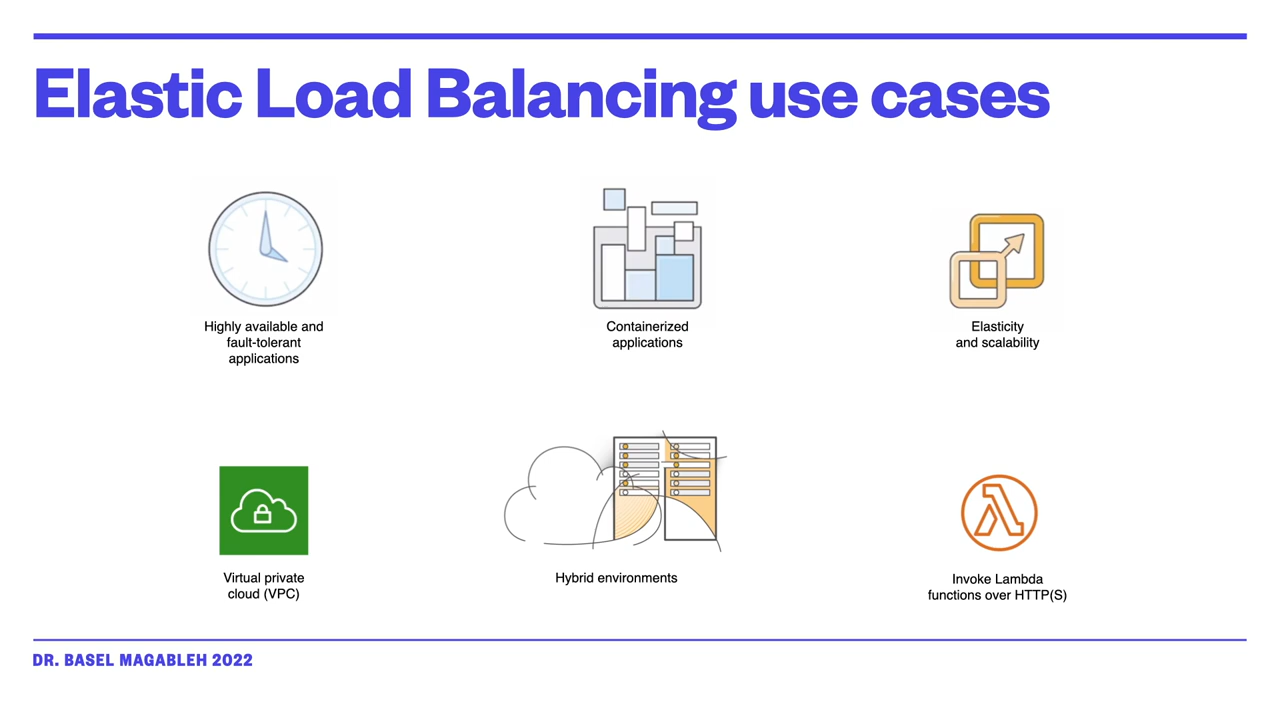 Elastic Load Balancing use cases
Highly available and
fault-tolerant
applications
Containerized
applications
Elasticity
and scalability
Virtual private
cloud (VPC)
Hybrid environments
Invoke Lambda
functions over HTTP(S)
DR. BASEL MAGABLEH 2022